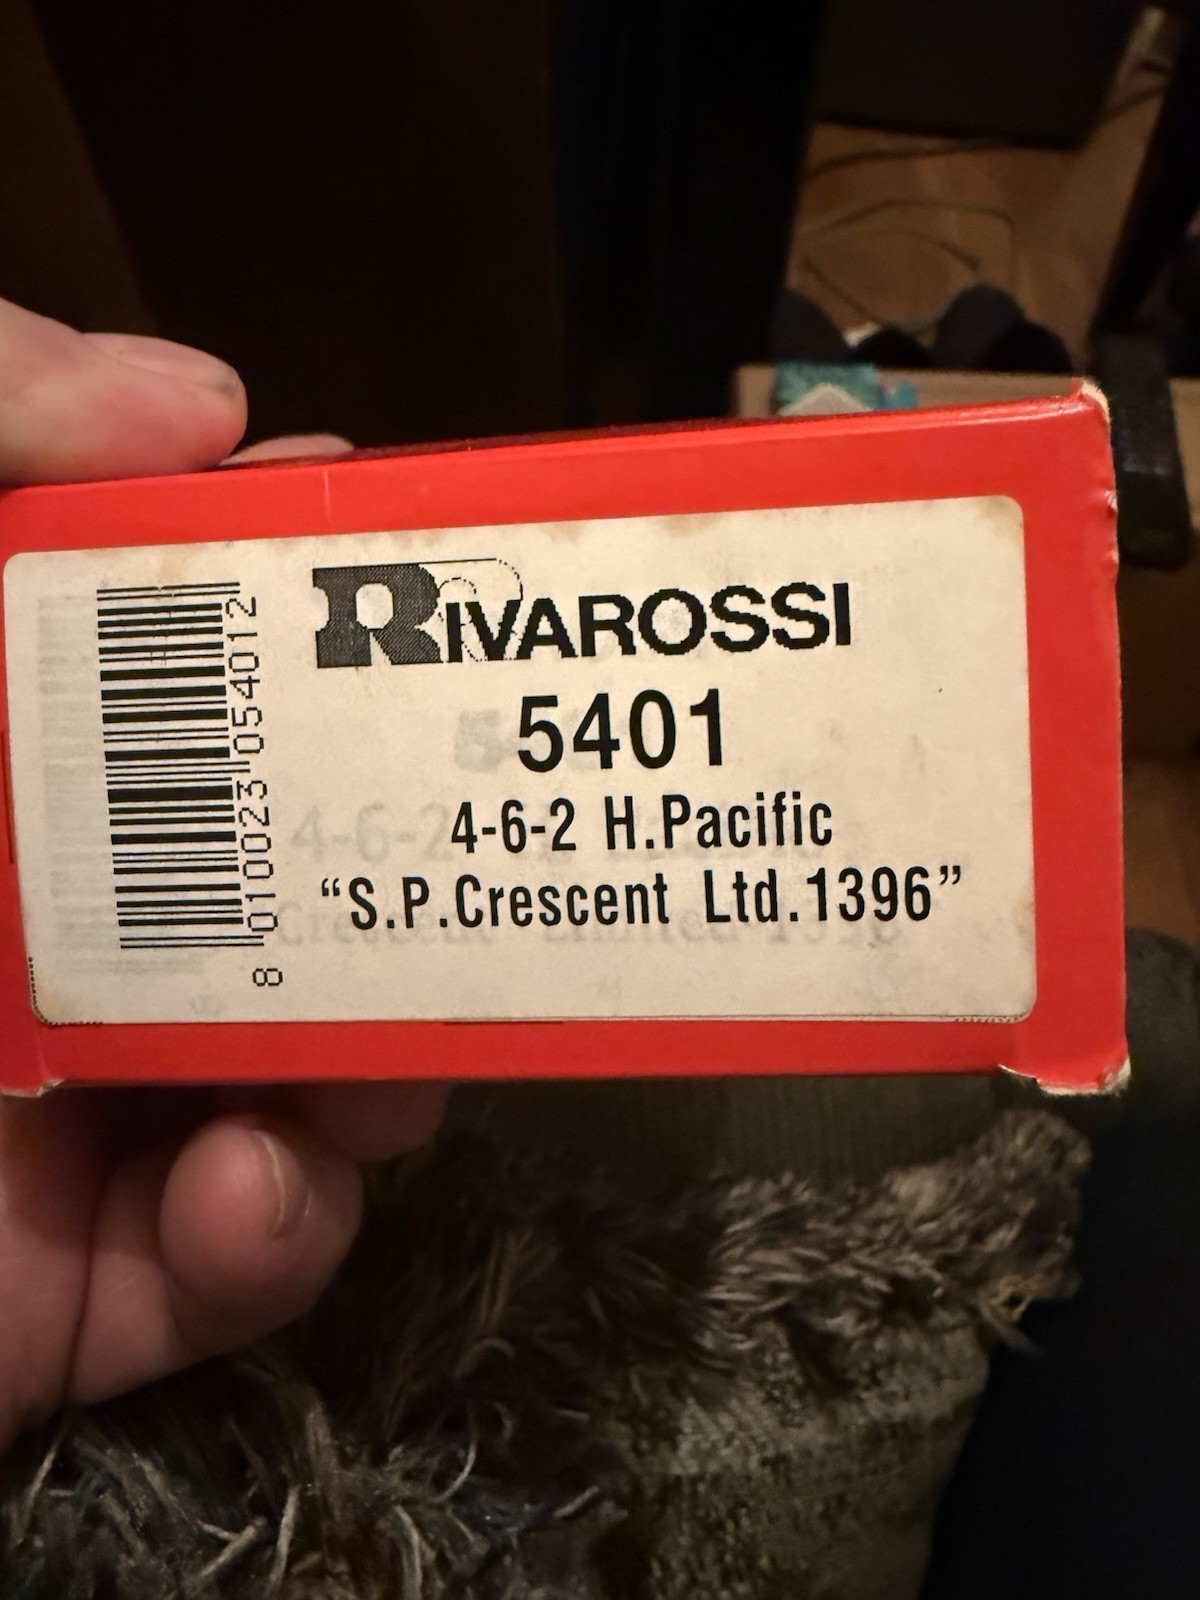 RIVAROSSI
5401
4-6-2 H.Pacific
“S.P.Crescent Ltd.1396”
8 010023 054012